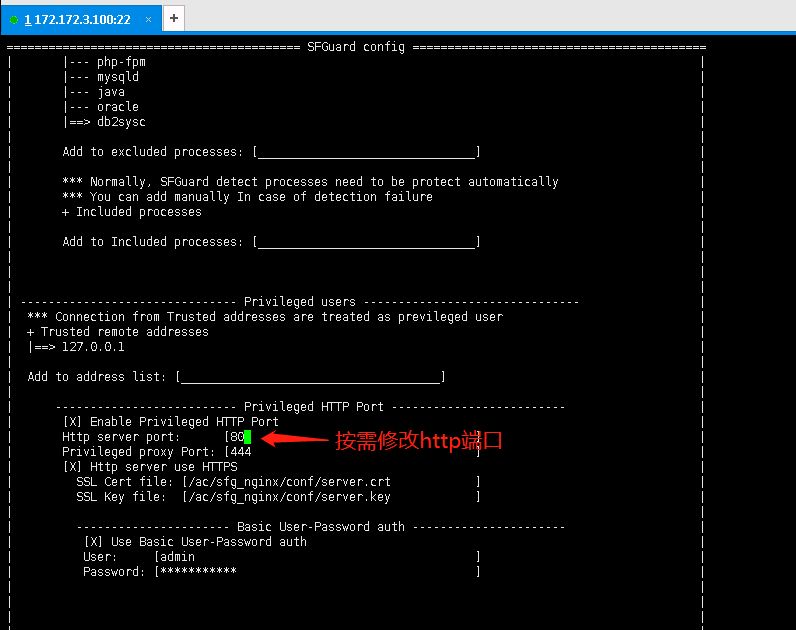 1 172.172.3.100:22 × +
========================================== SFGuard config ==========================================
|--- php-fpm
|--- mysqld
|--- java
|--- oracle
|==> db2sysc
Add to excluded processes: [_______________________________]
*** Normally, SFGuard detect processes need to be protect automatically
*** You can add manually In case of detection failure
+ Included processes
Add to Included processes: [_______________________________]
------------------------------- Privileged users -------------------------------
*** Connection from Trusted addresses are treated as previleged user
+ Trusted remote addresses
|==> 127.0.0.1
Add to address list: [_____________________________________]
-------------------------- Privileged HTTP Port -------------------------
[X] Enable Privileged HTTP Port
Http server port: [80 ]
按需修改http端口
Privileged proxy Port: [444 ]
[X] Http server use HTTPS
SSL Cert file: [/ac/sfg_nginx/conf/server.crt ]
SSL Key file: [/ac/sfg_nginx/conf/server.key ]
---------------------- Basic User-Password auth ----------------------
[X] Use Basic User-Password auth
User: [admin ]
Password: [*********** ]